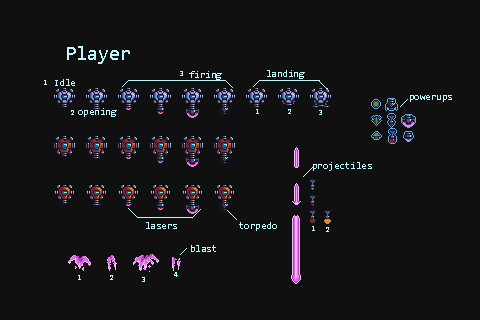 Player
3 firing
landing
1 Idle
powerups
2 opening
1 2 3
projectiles
1 2
lasers
torpedo
blast
1 2 3 4